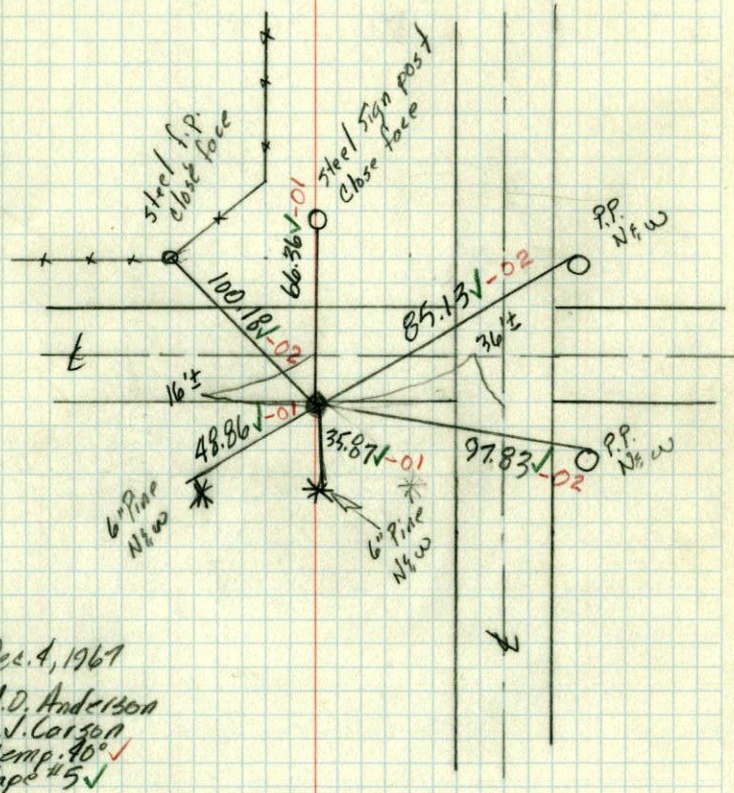 Steel f.p.
close face
Steel Sign post
Close face
66.36✓-01
P.P.
N&W
100.18✓-02
85.13✓-02
36'±
℄
16'±
48.86✓-01
35.87✓-01
97.83✓-02
P.P.
N&W
6" Pine
N&W
6" Pine
N&W
℄
Dec. 4, 1967
.D. Anderson
.J. Carson
Temp. 40° ✓
Tape #5 ✓